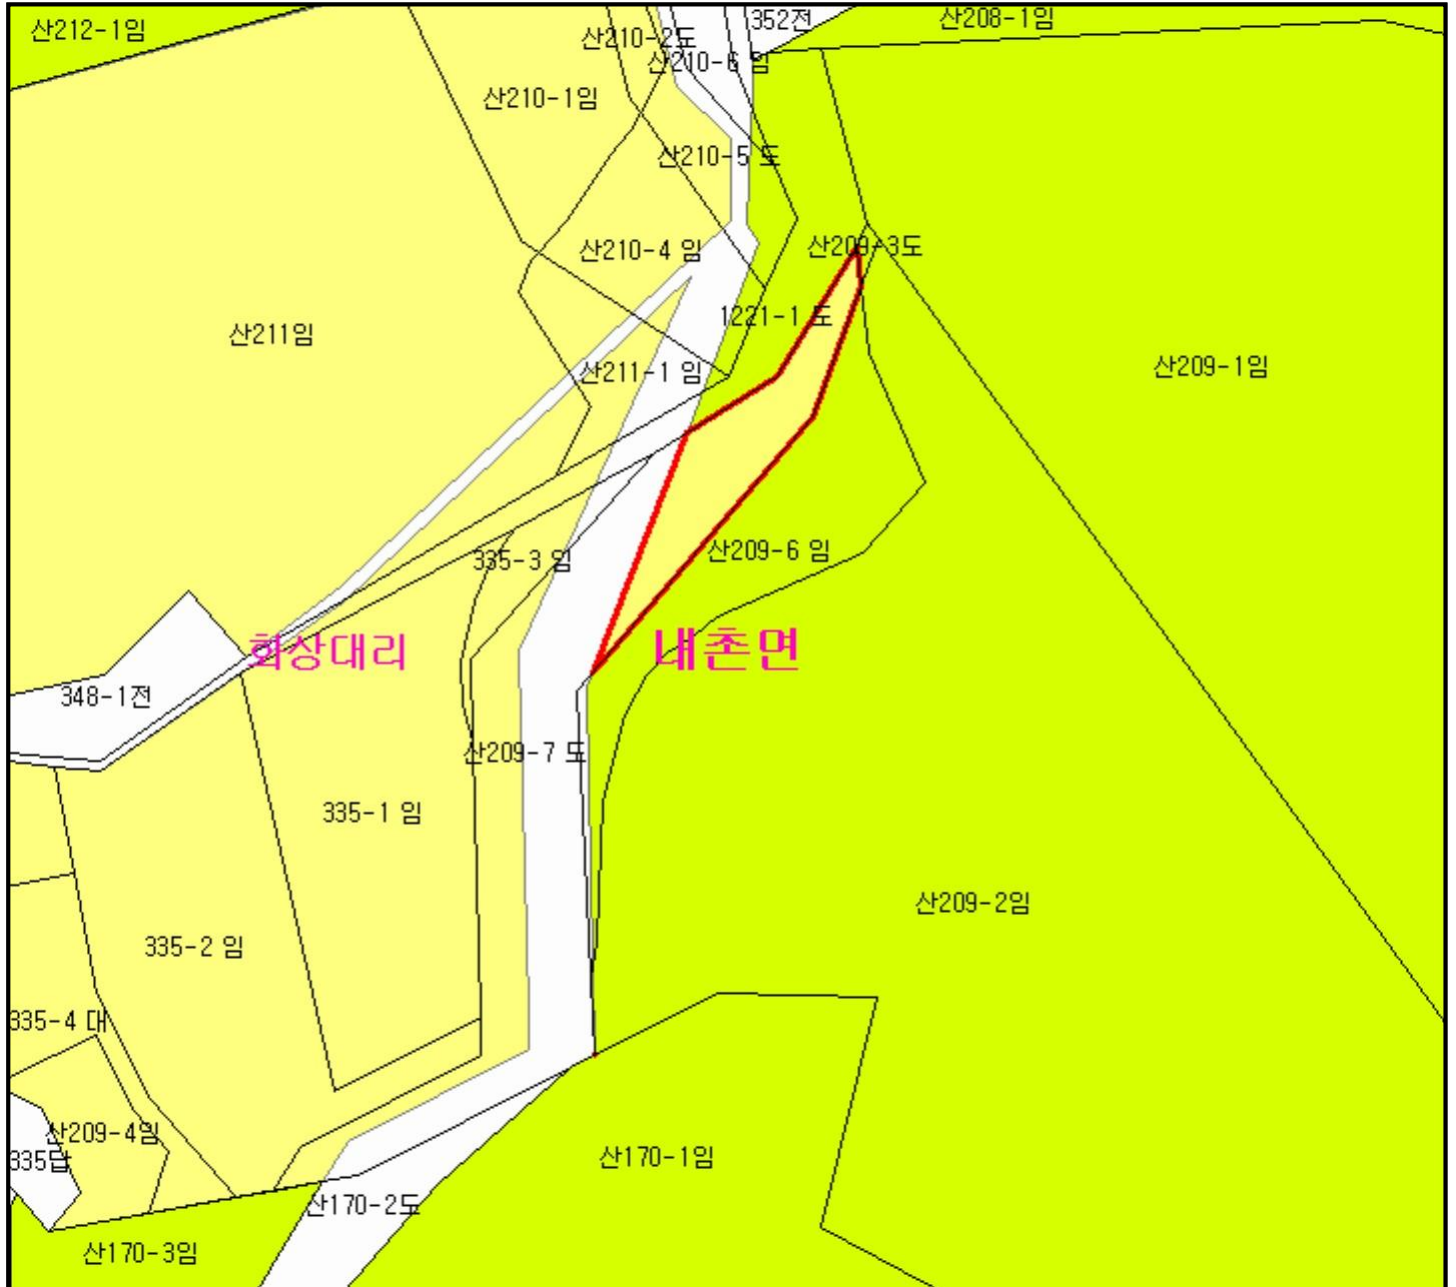 352전
산208-1임
산212-1임
산210-2도
산210-6 임
산210-1임
산210-5 도
산210-4 임
산209-3도
1221-1 도
산211임
산211-1 임
산209-1임
335-3 임
산209-6 임
화상대리
내촌면
348-1전
산209-7 도
335-1 임
산209-2임
335-2 임
335-4 대
산209-4임
335답
산170-1임
산170-2도
산170-3임